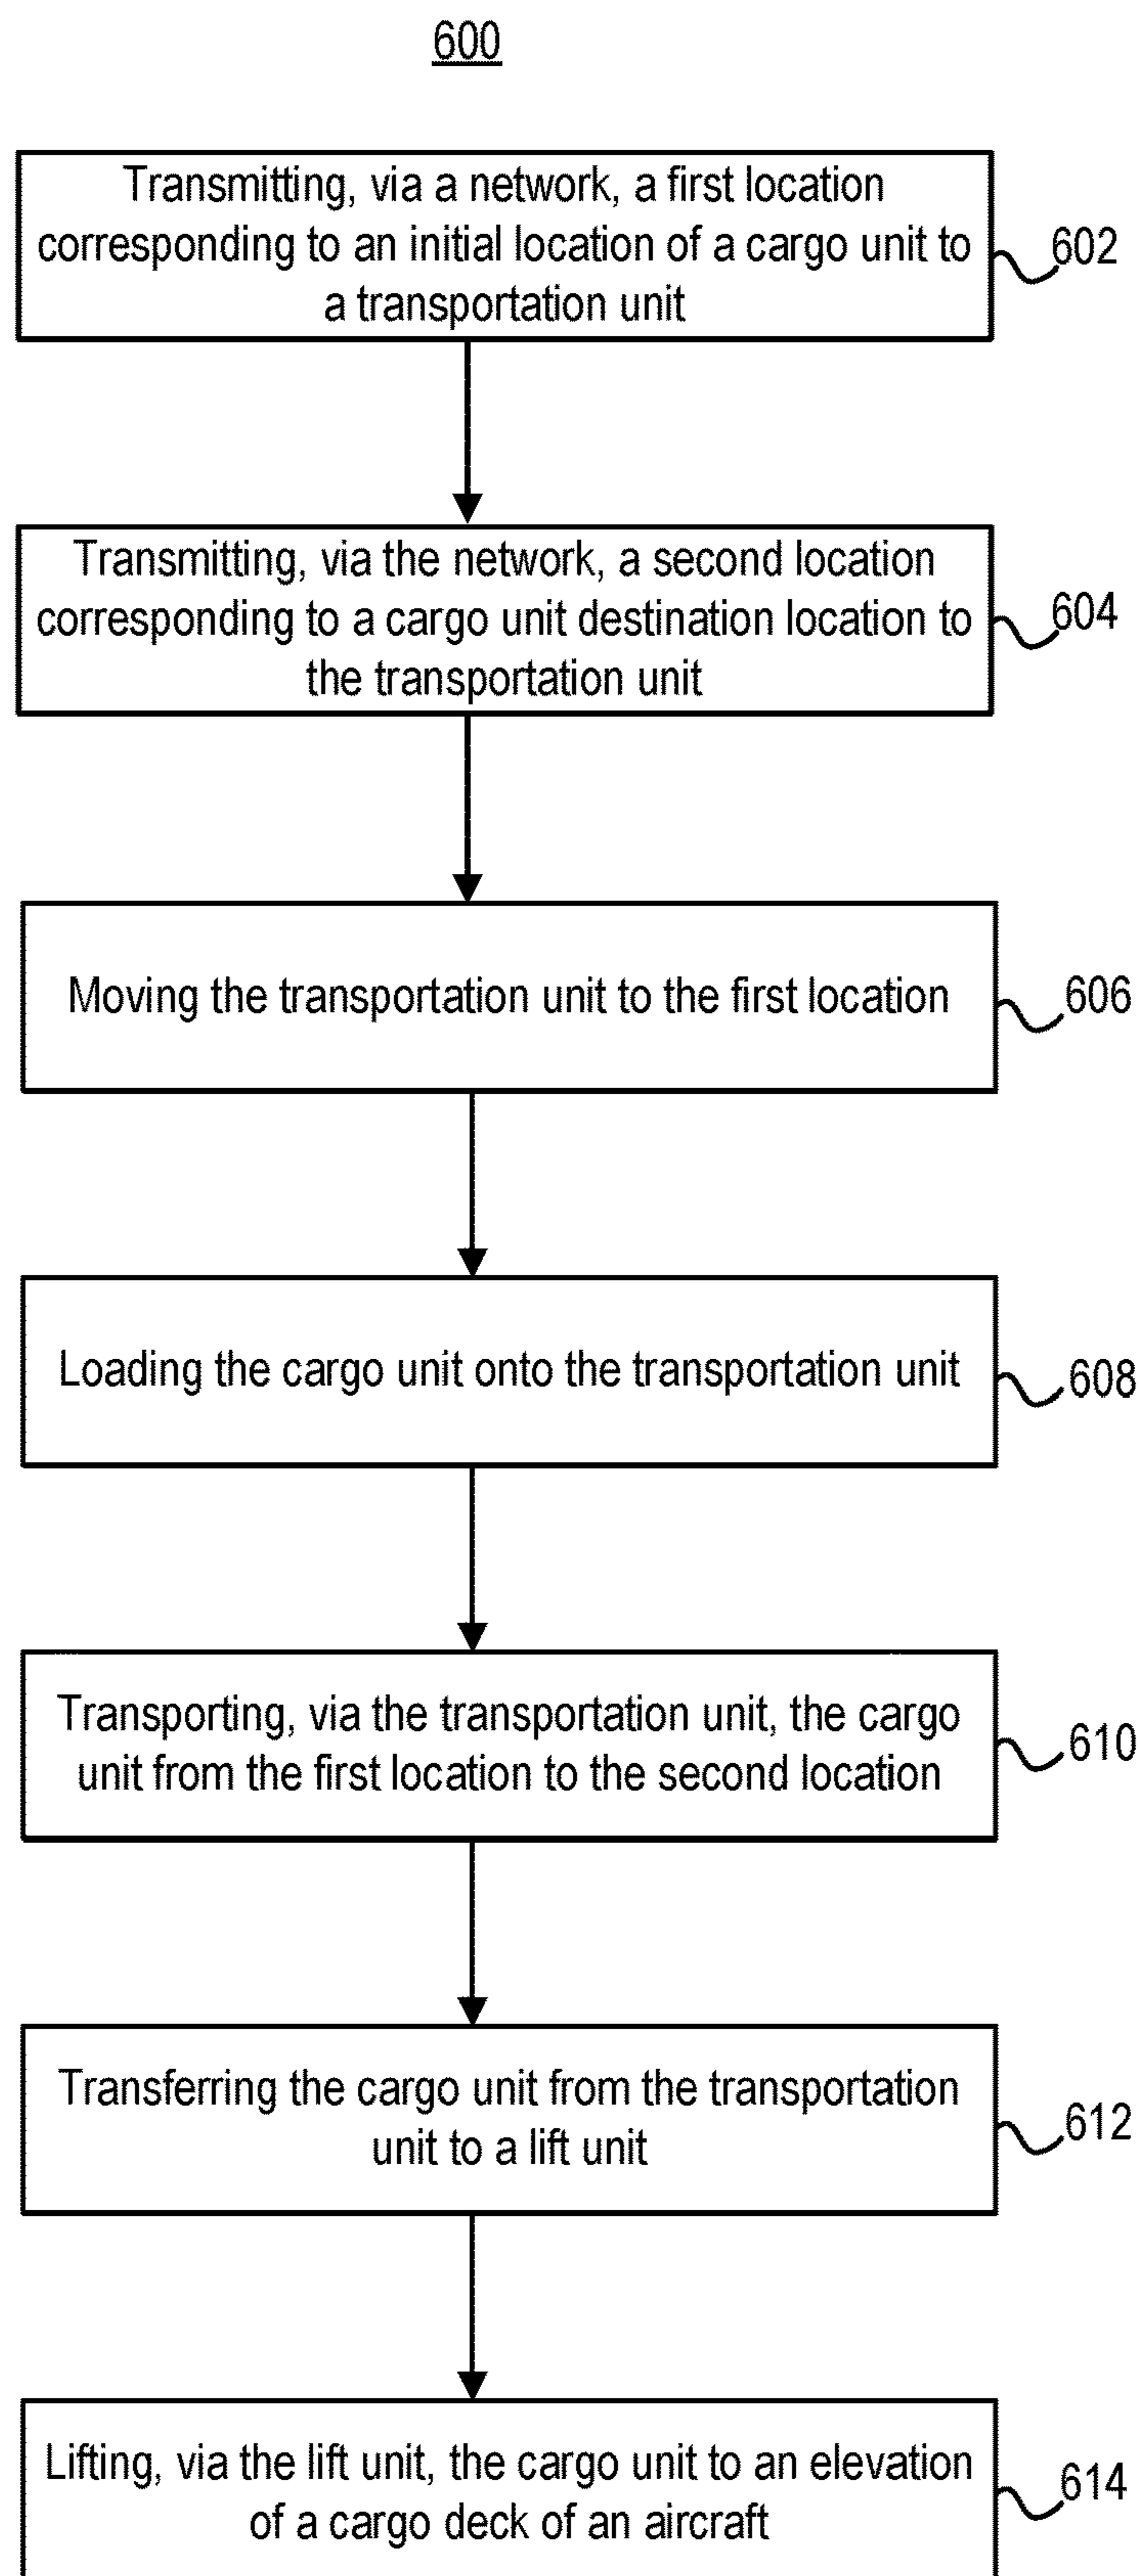 600
Transmitting, via a network, a first location
corresponding to an initial location of a cargo unit to
a transportation unit
602
Transmitting, via the network, a second location
corresponding to a cargo unit destination location to
the transportation unit
604
Moving the transportation unit to the first location
606
Loading the cargo unit onto the transportation unit
608
Transporting, via the transportation unit, the cargo
unit from the first location to the second location
610
Transferring the cargo unit from the transportation
unit to a lift unit
612
Lifting, via the lift unit, the cargo unit to an elevation
of a cargo deck of an aircraft
614